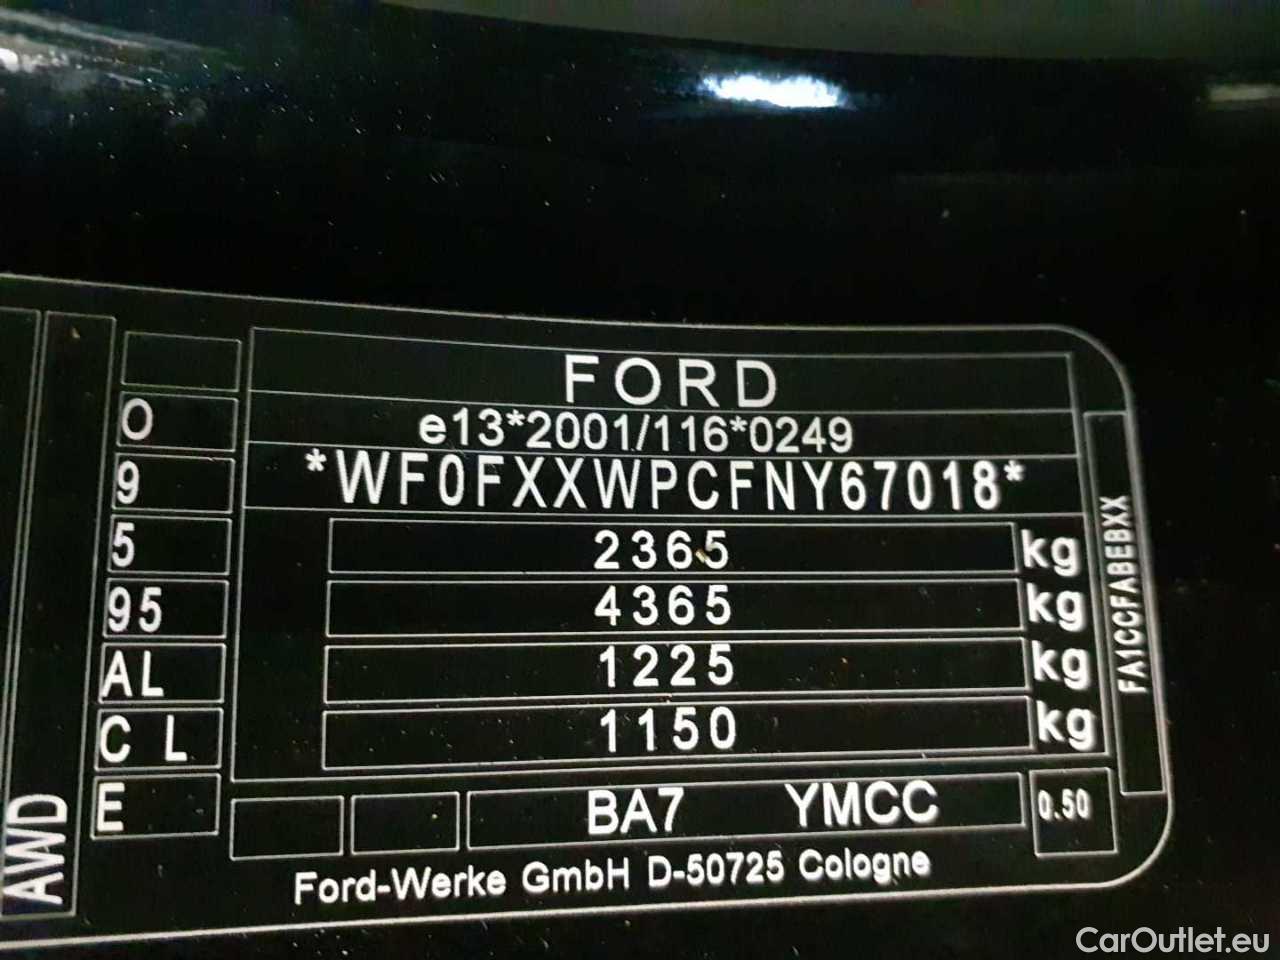 FORD
e13*2001/116*0249
*WF0FXXWPCFNY67018*
2365 kg
4365 kg
1225 kg
1150 kg
BA7 YMCC 0.50
Ford-Werke GmbH D-50725 Cologne
O
9
5
95
AL
C L
E
AWD
FA1CCFABEBXX
CarOutlet.eu